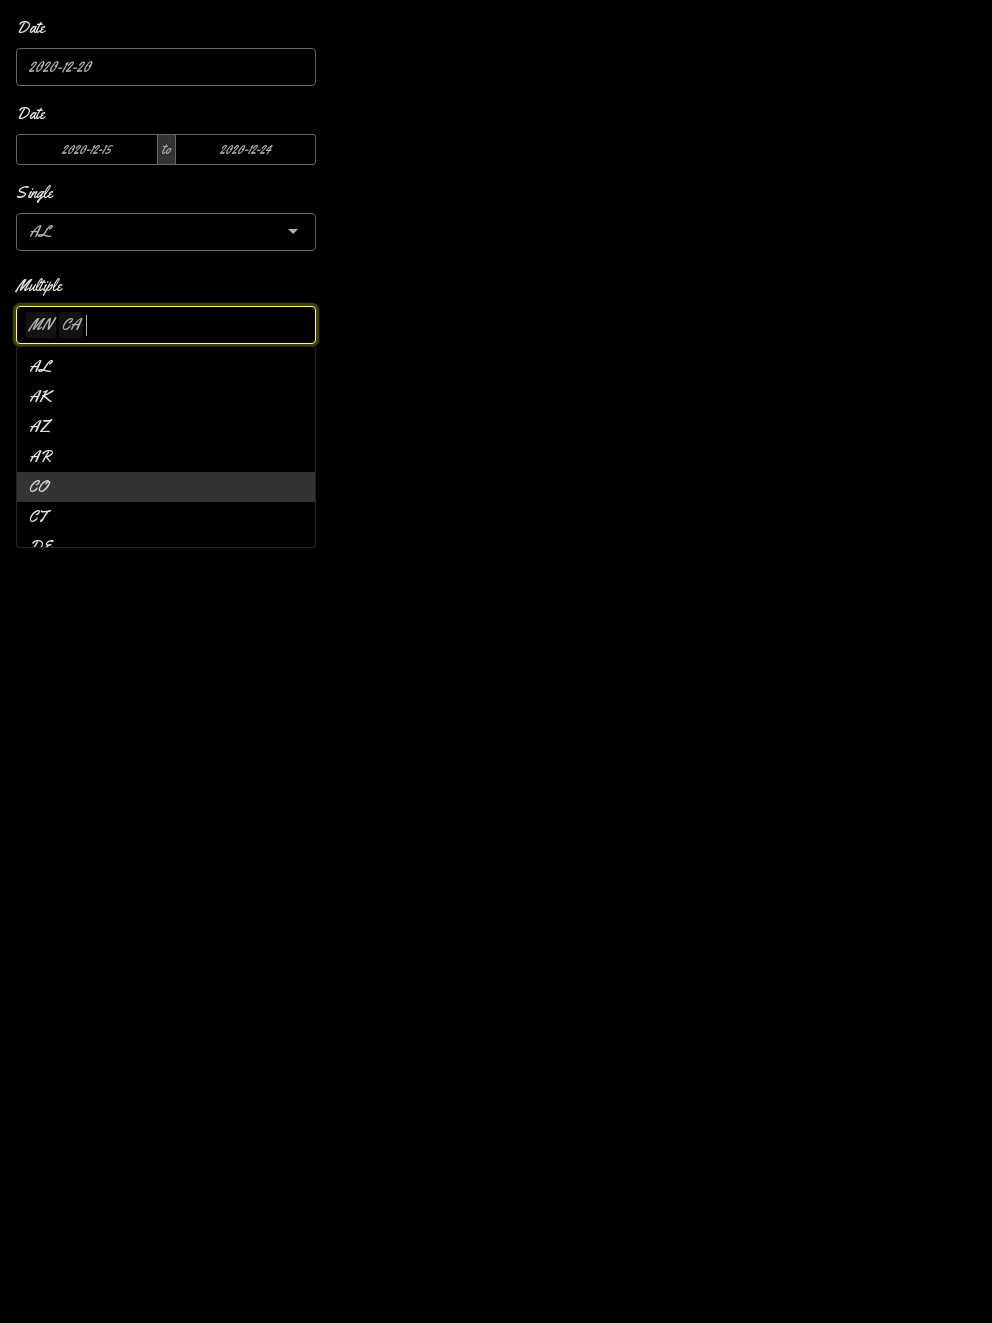 Date
2020-12-20
Date
2020-12-15 to 2020-12-24
Single
AL
Multiple
MN CA
AL
AK
AZ
AR
CO
CT
DE